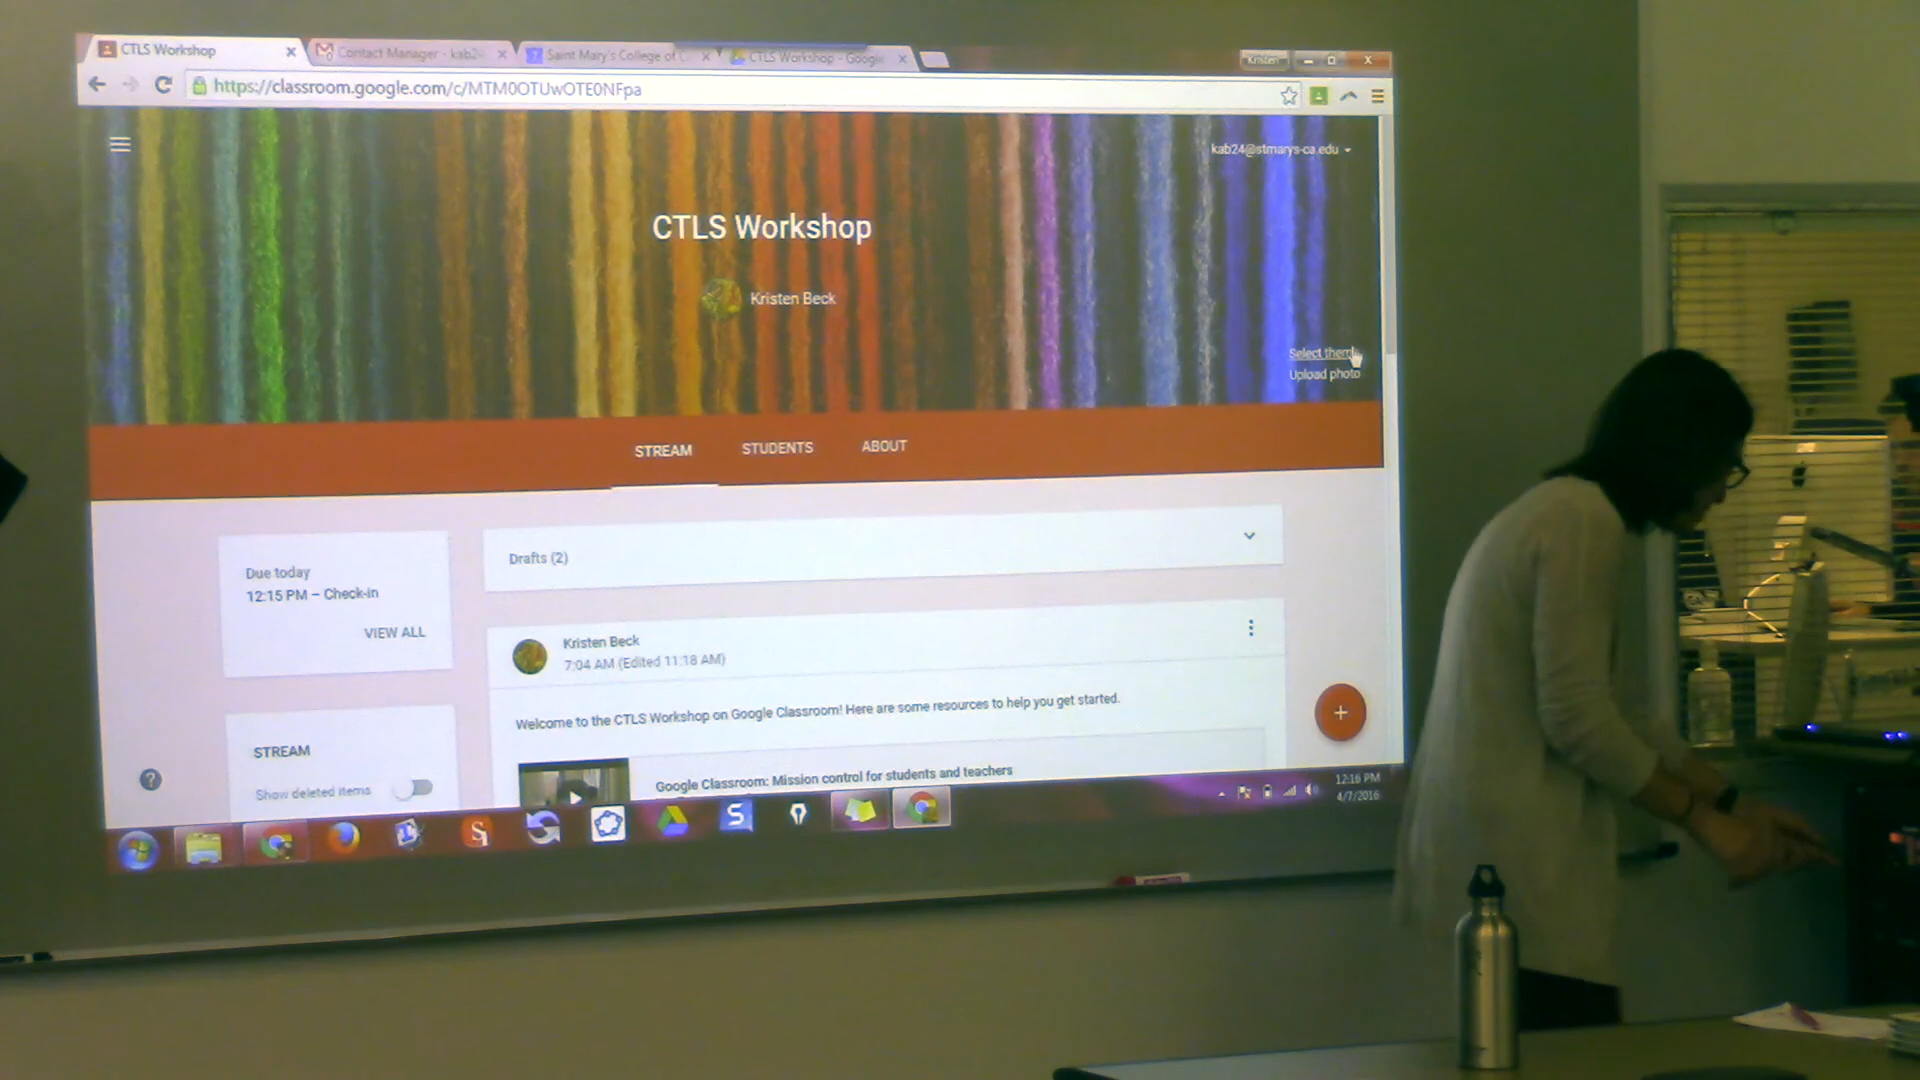 CTLS Workshop
Contact Manager - kab2
Saint Mary's College of C
CTLS Workshop - Google
Kristen
https://classroom.google.com/c/MTM0OTUwOTE0NFpa
kab24@stmarys-ca.edu
CTLS Workshop
Kristen Beck
Select them
Upload photo
STREAM
STUDENTS
ABOUT
Due today
12:15 PM – Check-in
VIEW ALL
Drafts (2)
Kristen Beck
7:04 AM (Edited 11:18 AM)
Welcome to the CTLS Workshop on Google Classroom! Here are some resources to help you get started.
Google Classroom: Mission control for students and teachers
STREAM
Show deleted items
12:16 PM
4/7/2016